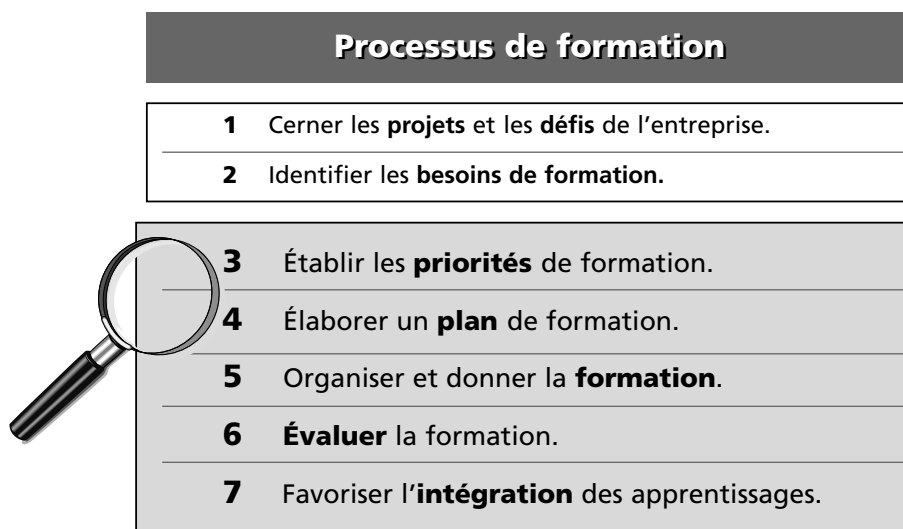 Processus de formation
1 Cerner les projets et les défis de l'entreprise.
2 Identifier les besoins de formation.
3 Établir les priorités de formation.
4 Élaborer un plan de formation.
5 Organiser et donner la formation.
6 Évaluer la formation.
7 Favoriser l'intégration des apprentissages.